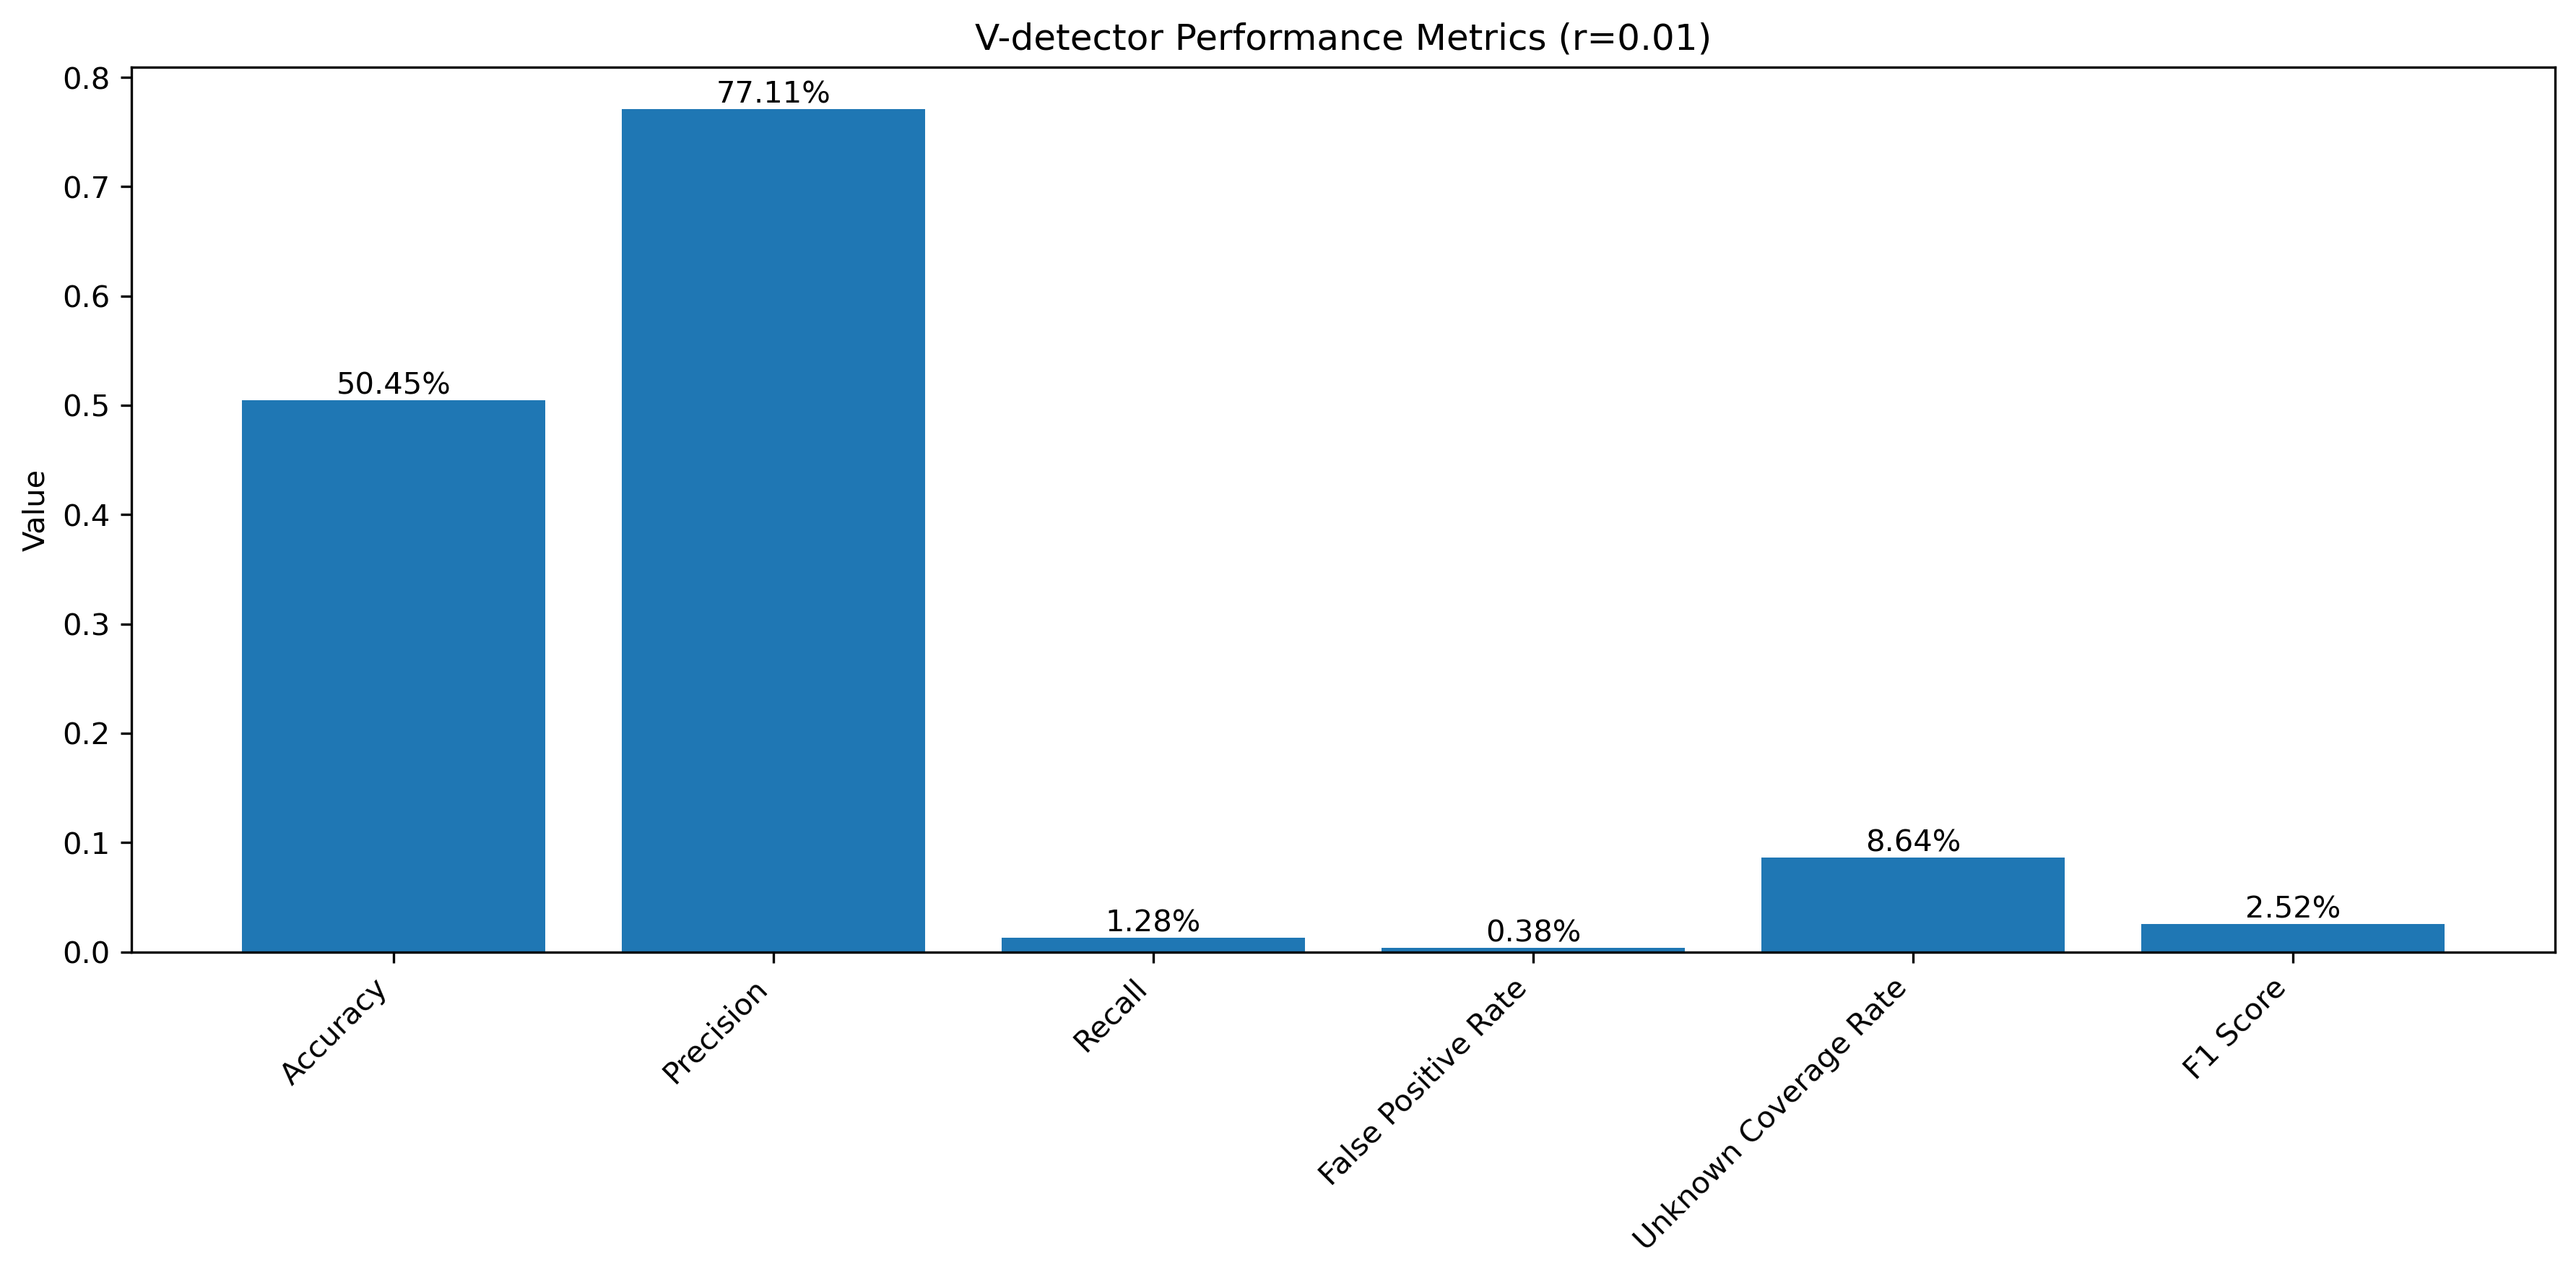 V-detector Performance Metrics (r=0.01)
Value
0.8
0.7
0.6
0.5
0.4
0.3
0.2
0.1
0.0
50.45%
77.11%
1.28%
0.38%
8.64%
2.52%
Accuracy
Precision
Recall
False Positive Rate
Unknown Coverage Rate
F1 Score